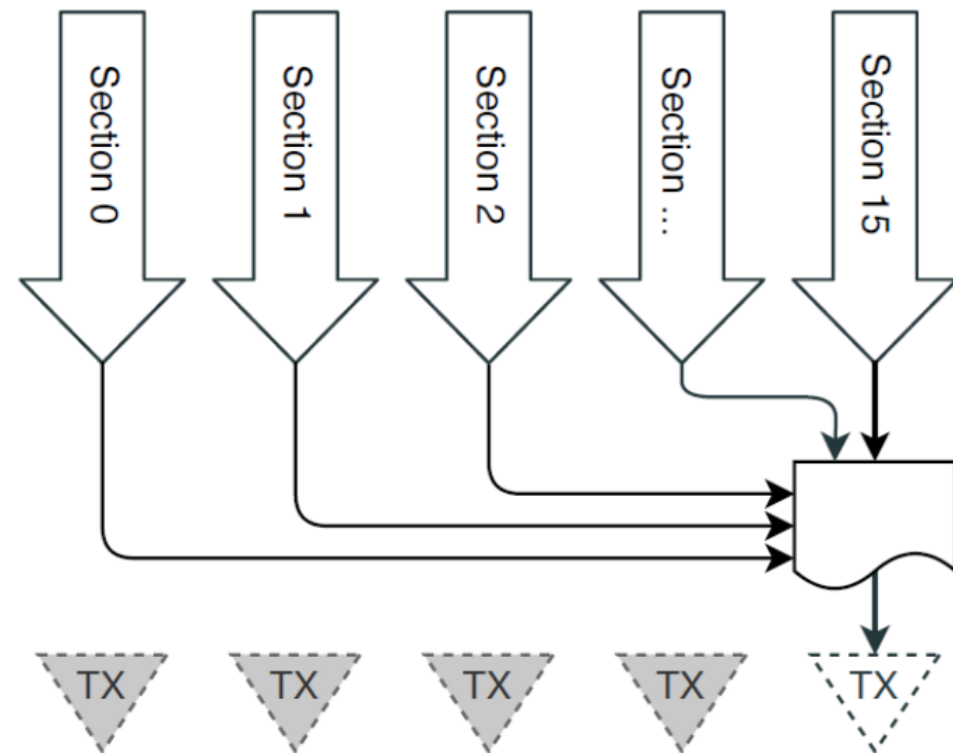 Section 0
Section 1
Section 2
Section ...
Section 15
TX
TX
TX
TX
TX